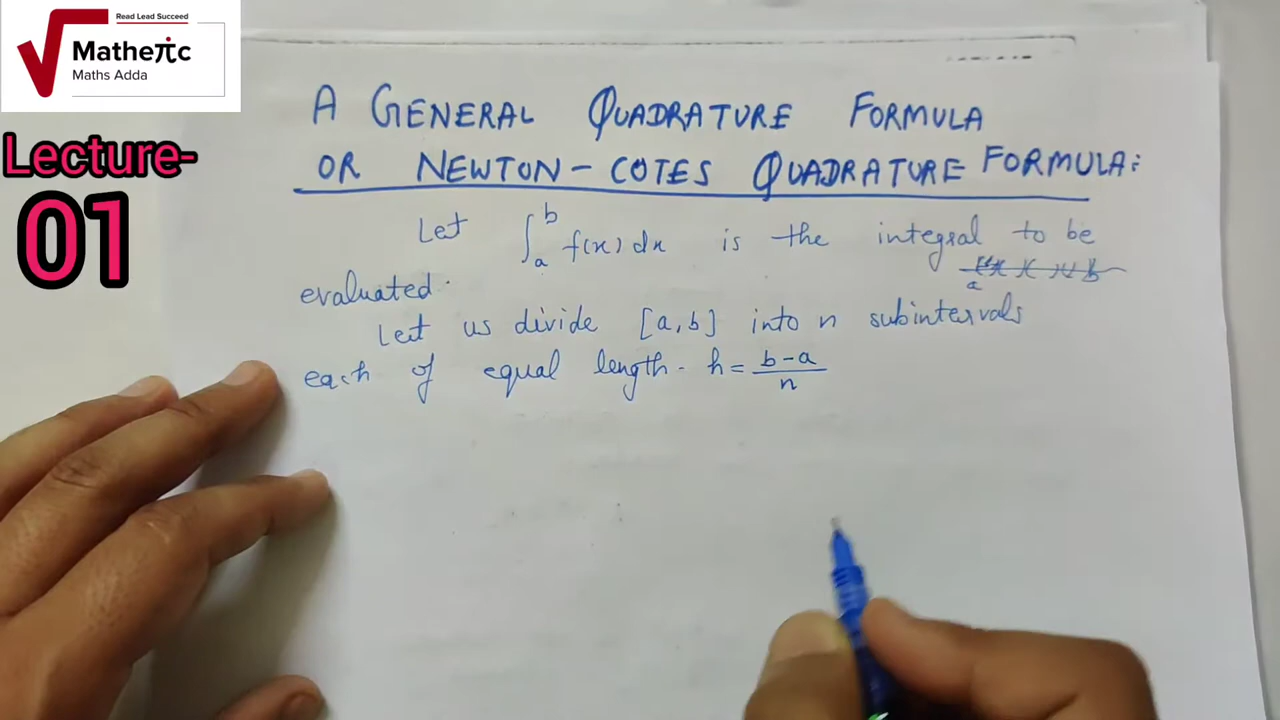 Read Lead Succeed
Atheπc
Maths Adda
Lecture-
01
A GENERAL QUADRATURE FORMULA
OR NEWTON-COTES QUADRATURE FORMULA:
Let ∫_a^b f(x) dx is the integral to be
evaluated.
Let us divide [a,b] into n subintervals
each of equal length. h = (b-a)/n